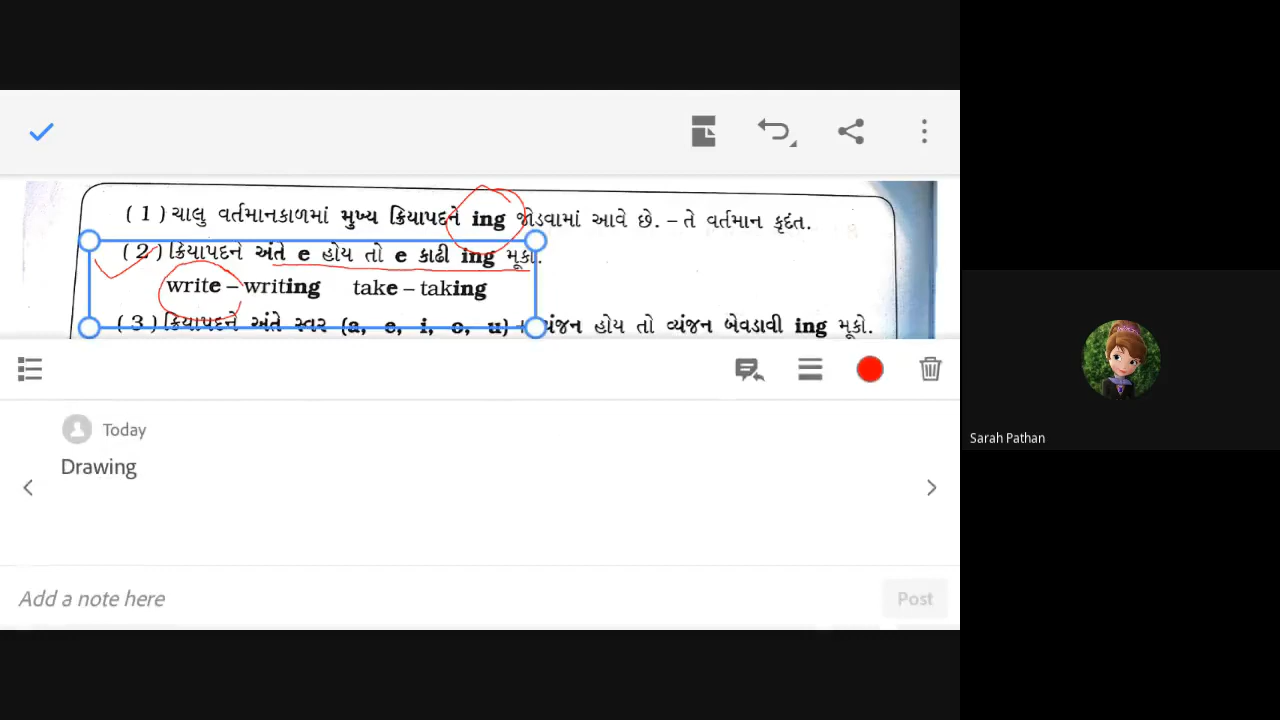 (1) ચાલુ વર્તમાનકાળમાં મુખ્ય ક્રિયાપદને ing જોડવામાં આવે છે. – તે વર્તમાન કૃદંત.
(2) ક્રિયાપદને અંતે e હોય તો e કાઢી ing મૂકો.
write – writing take – taking
(3) ક્રિયાપદને અંતે સ્વર (a, e, i, o, u) + વ્યંજન હોય તો વ્યંજન બેવડાવી ing મૂકો.
Today
Drawing
Add a note here
Post
Sarah Pathan